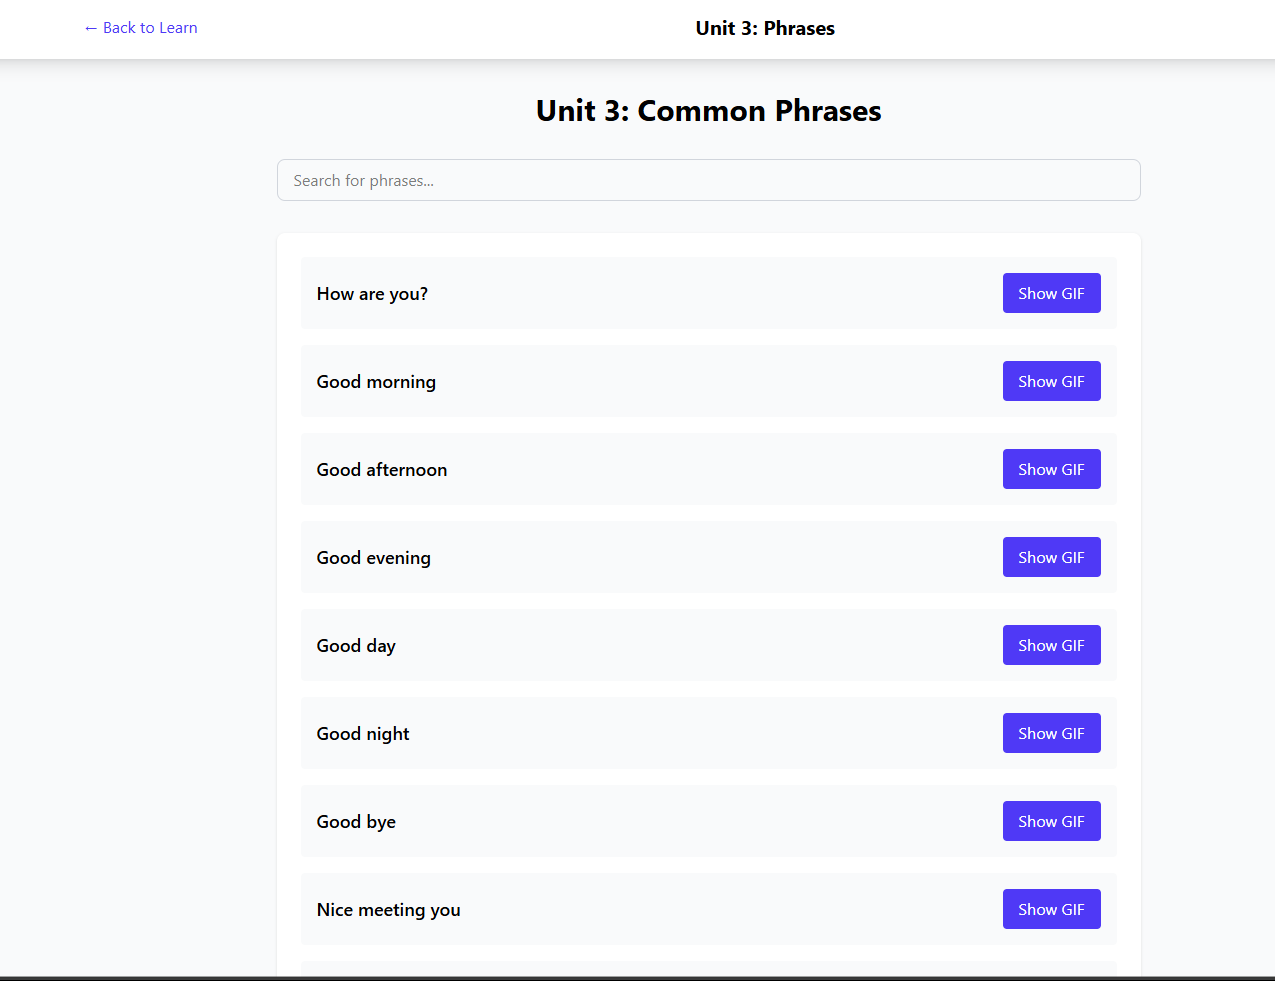 ← Back to Learn
Unit 3: Phrases
Unit 3: Common Phrases
Search for phrases...
How are you?
Show GIF
Good morning
Show GIF
Good afternoon
Show GIF
Good evening
Show GIF
Good day
Show GIF
Good night
Show GIF
Good bye
Show GIF
Nice meeting you
Show GIF